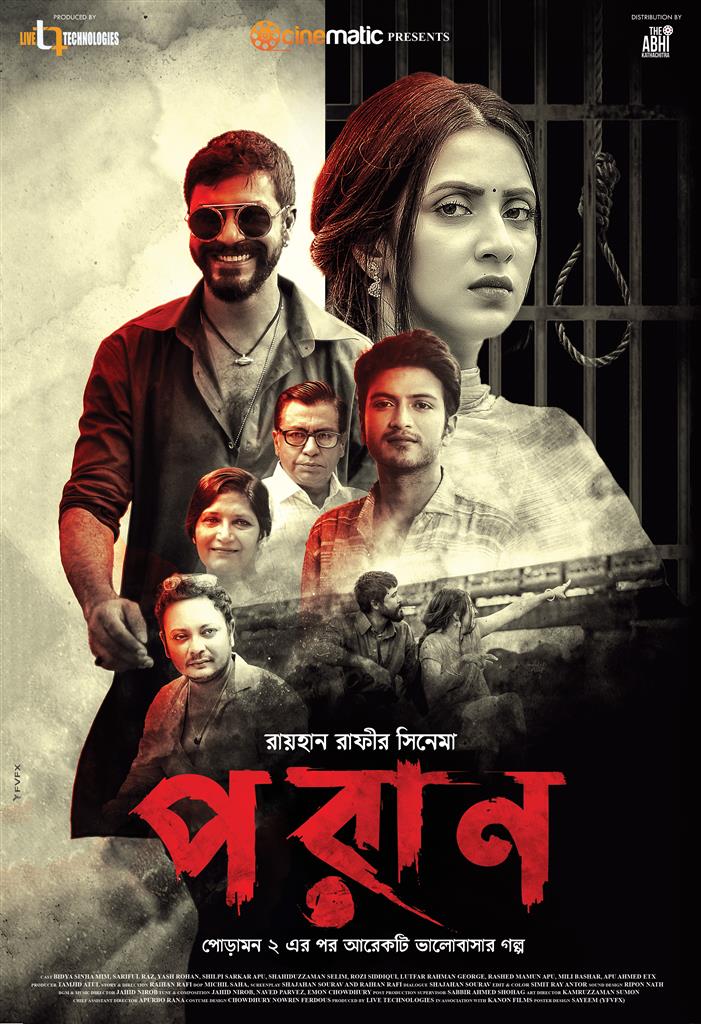 PRODUCED BY
LIVE TECHNOLOGIES
cinematic PRESENTS
DISTRIBUTION BY
THE
ABHI
KATHACHITRA
রায়হান রাফীর সিনেমা
পরান
পোড়ামন ২ এর পর আরেকটি ভালোবাসার গল্প
YFVFX
CAST BIDYA SINHA MIM, SARIFUL RAZ, YASH ROHAN, SHILPI SARKAR APU, SHAHIDUZZAMAN SELIM, ROZI SIDDIQUI, LUTFAR RAHMAN GEORGE, RASHED MAMUN APU, MILI BASHAR, APU AHMED ETX
PRODUCER TAMJID ATUL STORY & DIRECTION RAIHAN RAFI DOP MICHIL SAHA, SCREENPLAY SHAJAHAN SOURAV AND RAIHAN RAFI DIALOGUE SHAJAHAN SOURAV EDIT & COLOR SIMIT RAY ANTOR SOUND DESIGN RIPON NATH
BGM & MUSIC DIRECTOR JAHID NIROB TUNE & COMPOSITION JAHID NIROB, NAVED PARVEZ, EMON CHOWDHURY POST PRODUCTION SUPERVISOR SABBIR AHMED SHOHAG ART DIRECTOR KAMRUZZAMAN SUMON
CHIEF ASSISTANT DIRECTOR APURBO RANA COSTUME DESIGN CHOWDHURY NOWRIN FERDOUS PRODUCED BY LIVE TECHNOLOGIES IN ASSOCIATION WITH KANON FILMS POSTER DESIGN SAYEEM (YFVFX)